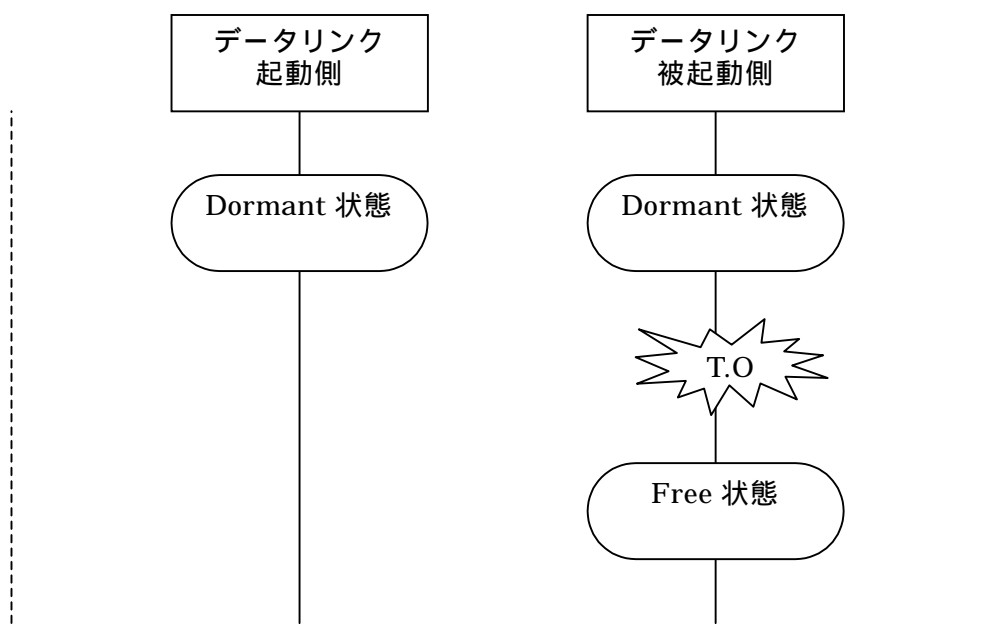 データリンク
起動側
データリンク
被起動側
Dormant 状態
Dormant 状態
T.O
Free 状態